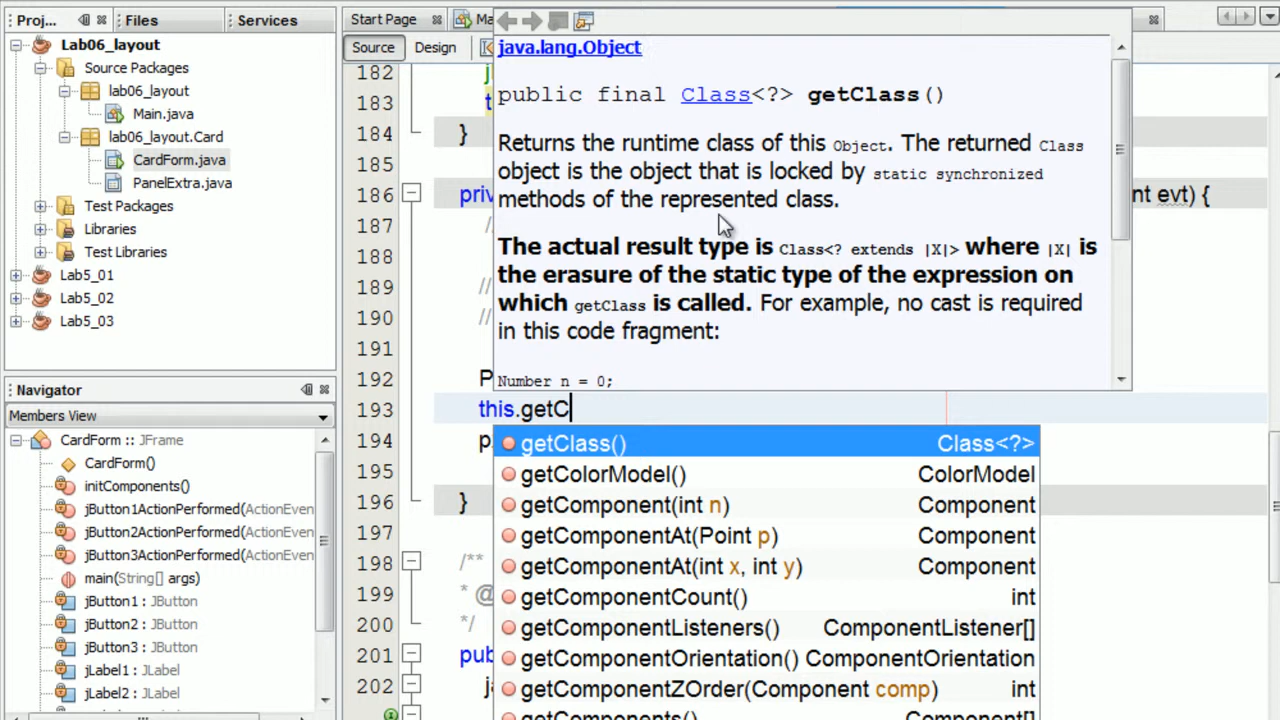 Proj...
Files
Services
Lab06_layout
Source Packages
lab06_layout
Main.java
lab06_layout.Card
CardForm.java
PanelExtra.java
Test Packages
Libraries
Test Libraries
Lab5_01
Lab5_02
Lab5_03
Navigator
Members View
CardForm :: JFrame
CardForm()
initComponents()
jButton1ActionPerformed(ActionEven
jButton2ActionPerformed(ActionEven
jButton3ActionPerformed(ActionEven
main(String[] args)
jButton1 : JButton
jButton2 : JButton
jButton3 : JButton
jLabel1 : JLabel
jLabel2 : JLabel
Start Page
Ma
Source
Design
java.lang.Object
public final Class<?> getClass()
Returns the runtime class of this Object. The returned Class
object is the object that is locked by static synchronized
methods of the represented class.
The actual result type is Class<? extends |X|> where |X| is
the erasure of the static type of the expression on
which getClass is called. For example, no cast is required
in this code fragment:
Number n = 0;
182 j
183 t
184 }
185
186 priv nt evt) {
187 /
188
189 //
190 //
191
192 P
193 this.getC
194 p
195
196 }
197
198 /**
199 * @
200 */
201 pub
202 j
getClass() Class<?>
getColorModel() ColorModel
getComponent(int n) Component
getComponentAt(Point p) Component
getComponentAt(int x, int y) Component
getComponentCount() int
getComponentListeners() ComponentListener[]
getComponentOrientation() ComponentOrientation
getComponentZOrder(Component comp) int
getComponents() Component[]